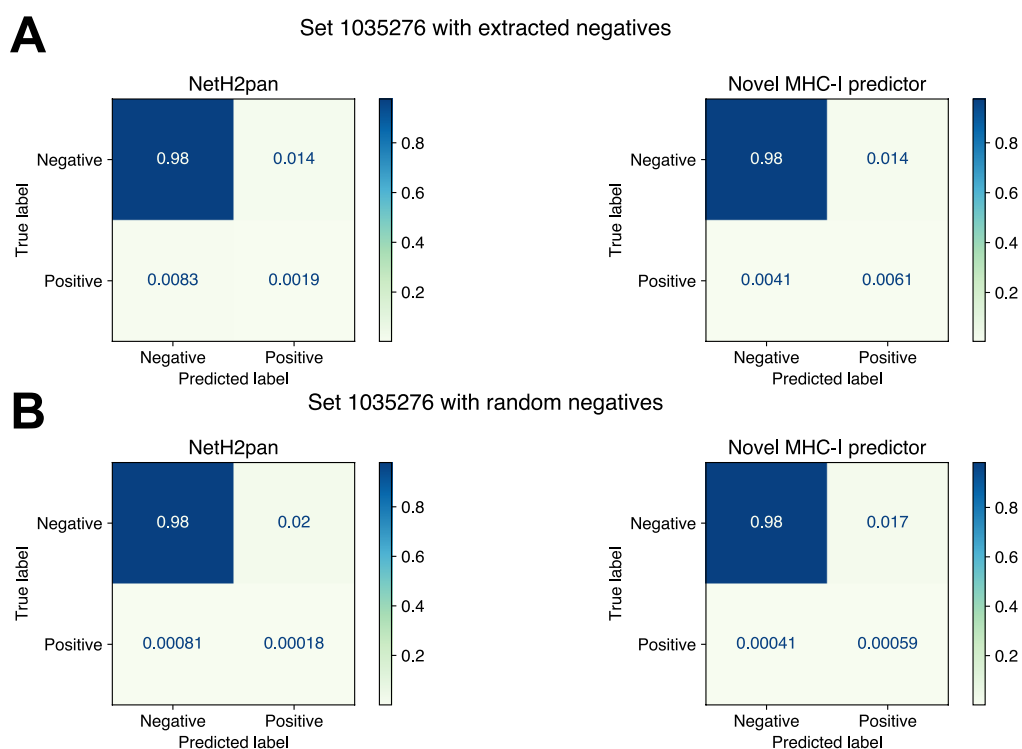 A
Set 1035276 with extracted negatives
NetH2pan
True label
Negative
Positive
0.98
0.014
0.0083
0.0019
Negative
Positive
Predicted label
0.8
0.6
0.4
0.2
Novel MHC-I predictor
True label
Negative
Positive
0.98
0.014
0.0041
0.0061
Negative
Positive
Predicted label
0.8
0.6
0.4
0.2
B
Set 1035276 with random negatives
NetH2pan
True label
Negative
Positive
0.98
0.02
0.00081
0.00018
Negative
Positive
Predicted label
0.8
0.6
0.4
0.2
Novel MHC-I predictor
True label
Negative
Positive
0.98
0.017
0.00041
0.00059
Negative
Positive
Predicted label
0.8
0.6
0.4
0.2